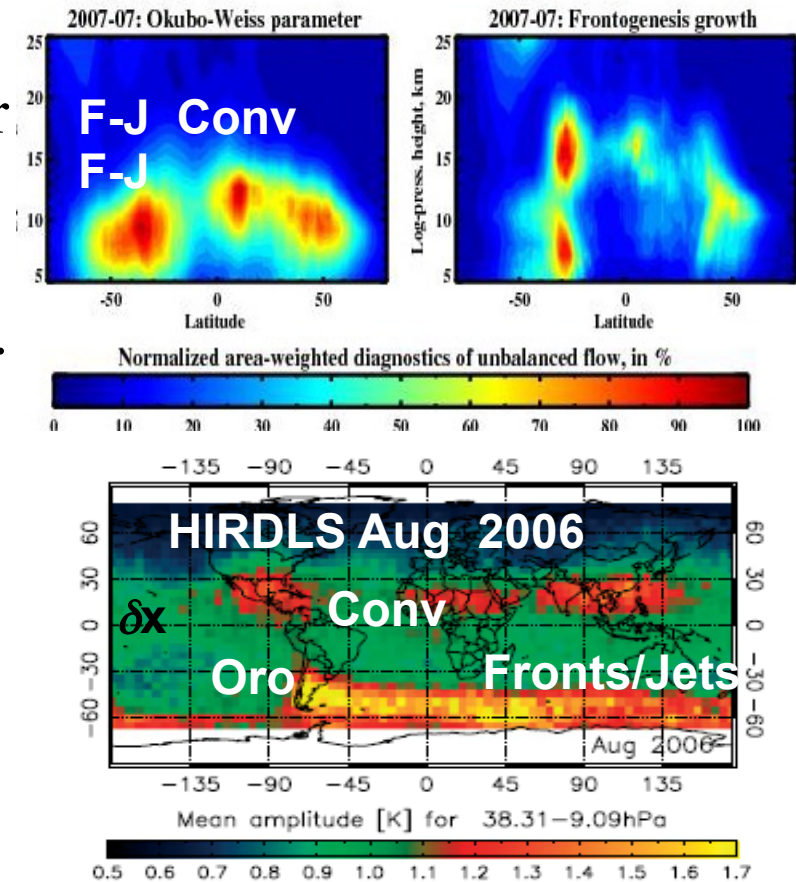 2007-07: Okubo-Weiss parameter
25
20
15
10
5
F-J Conv
F-J
-50 0 50
Latitude
2007-07: Frontogenesis growth
Log-press. height, km
25
20
15
10
5
-50 0 50
Latitude
Normalized area-weighted diagnostics of unbalanced flow, in %
0 10 20 30 40 50 60 70 80 90 100
−135 −90 −45 0 45 90 135
60
30
0
−30
−60
HIRDLS Aug 2006
δx
Conv
Oro
Fronts/Jets
Aug 2006
60
30
0
−30
−60
−135 −90 −45 0 45 90 135
Mean amplitude [K] for 38.31−9.09hPa
0.5 0.6 0.7 0.8 0.9 1.0 1.1 1.2 1.3 1.4 1.5 1.6 1.7